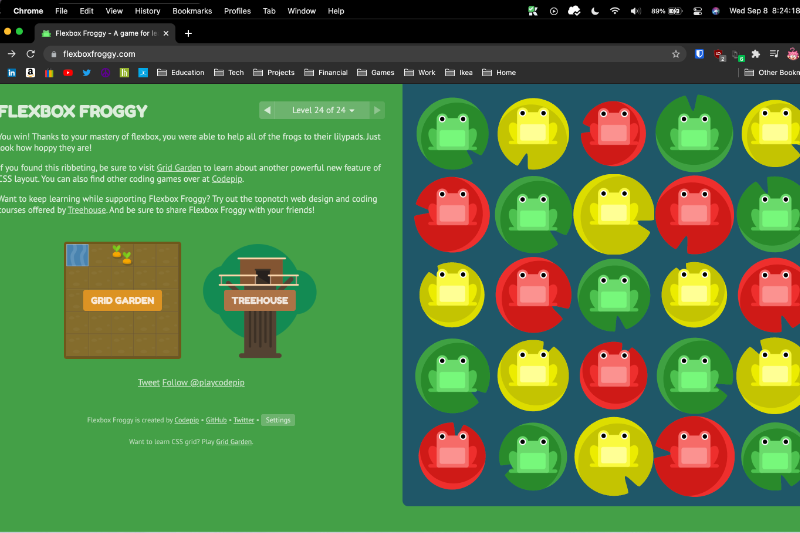 Chrome File Edit View History Bookmarks Profiles Tab Window Help 89% Wed Sep 8 8:24:18
Flexbox Froggy - A game for le
flexboxfroggy.com
Education Tech Projects Financial Games Work Ikea Home Other Bookm
FLEXBOX FROGGY
Level 24 of 24
You win! Thanks to your mastery of flexbox, you were able to help all of the frogs to their lilypads. Just
look how hoppy they are!
If you found this ribbeting, be sure to visit Grid Garden to learn about another powerful new feature of
CSS layout. You can also find other coding games over at Codepip.
Want to keep learning while supporting Flexbox Froggy? Try out the topnotch web design and coding
courses offered by Treehouse. And be sure to share Flexbox Froggy with your friends!
GRID GARDEN
TREEHOUSE
Tweet Follow @playcodepip
Flexbox Froggy is created by Codepip • GitHub • Twitter • Settings
Want to learn CSS grid? Play Grid Garden.